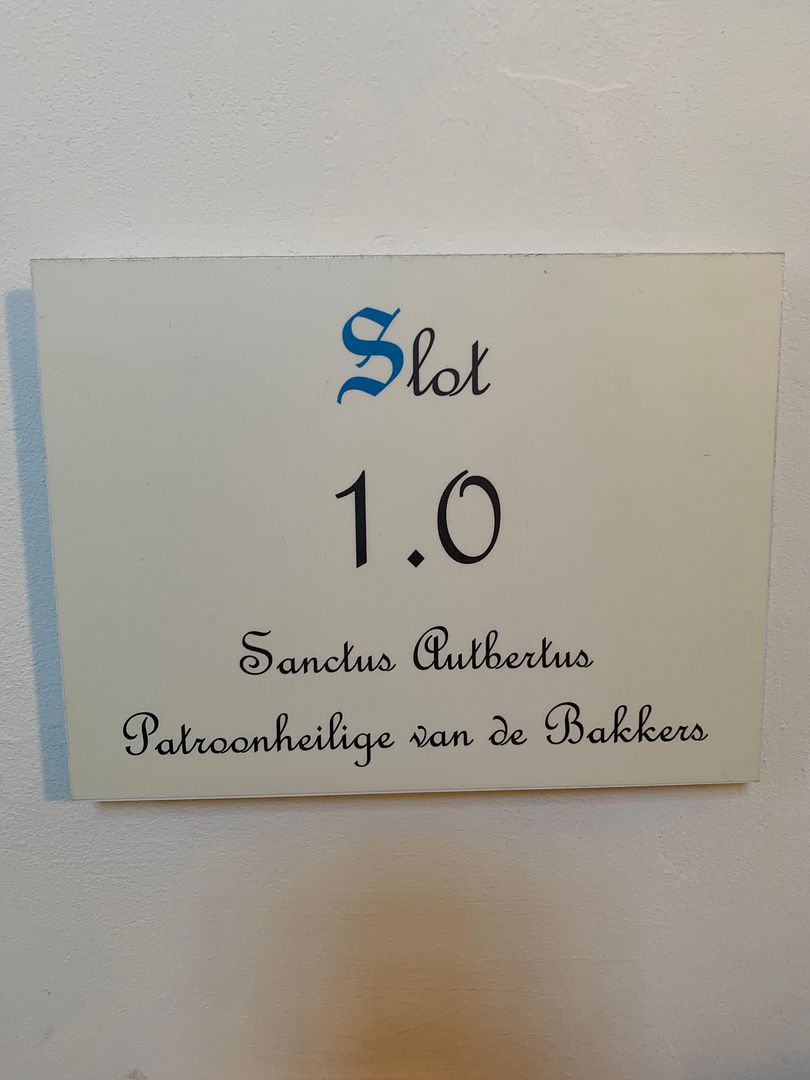 Slot
1.0
Sanctus Autbertus
Patroonheilige van de Bakkers